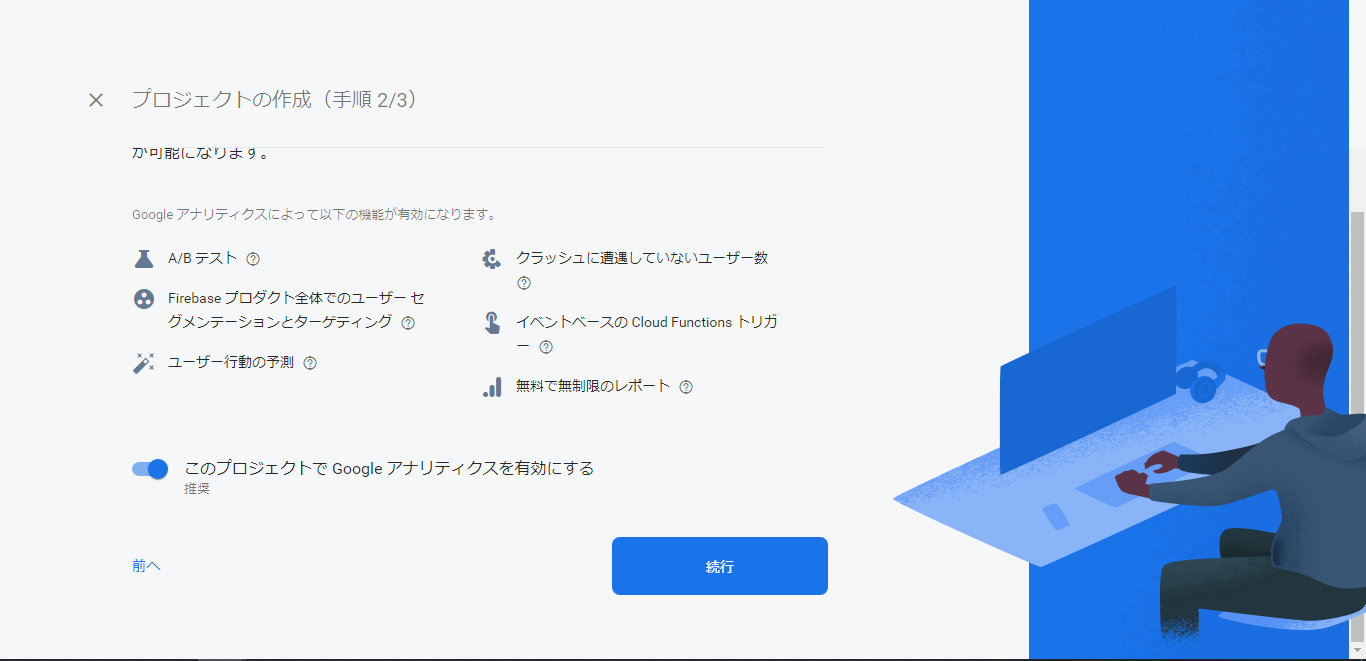 プロジェクトの作成（手順 2/3）
が可能になります。
Google アナリティクスによって以下の機能が有効になります。
A/B テスト
Firebase プロダクト全体でのユーザー セ
グメンテーションとターゲティング
ユーザー行動の予測
クラッシュに遭遇していないユーザー数
イベントベースの Cloud Functions トリガ
ー
無料で無制限のレポート
このプロジェクトで Google アナリティクスを有効にする
推奨
前へ
続行